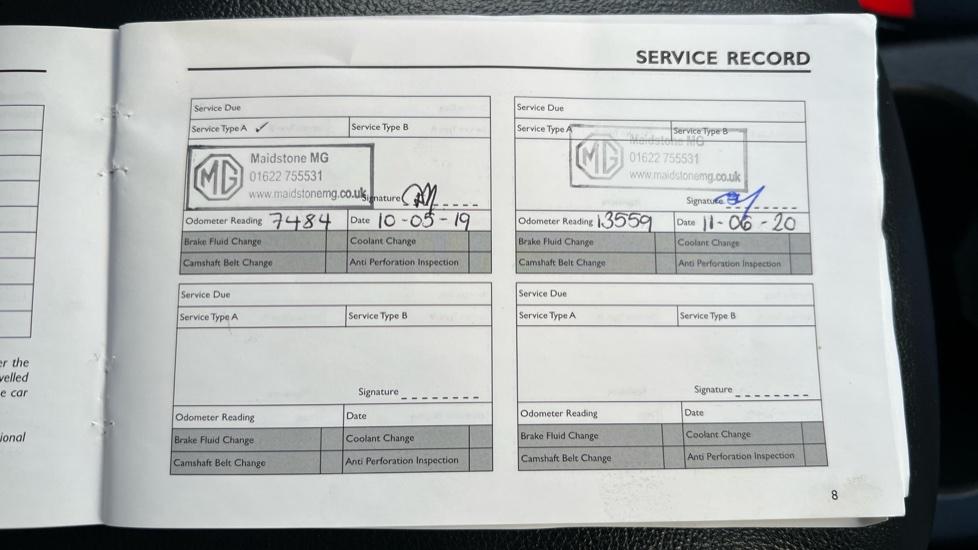 er the
velled
e car
ional
SERVICE RECORD
Service Due
Service Type A ✓ Service Type B
MG
Maidstone MG
01622 755531
www.maidstonemg.co.uk
Signature
Odometer Reading 7484 Date 10-05-19
Brake Fluid Change Coolant Change
Camshaft Belt Change Anti Perforation Inspection
Service Due
Service Type A Service Type B
MG
Maidstone MG
01622 755531
www.maidstonemg.co.uk
Signature
Odometer Reading 13559 Date 11-06-20
Brake Fluid Change Coolant Change
Camshaft Belt Change Anti Perforation Inspection
Service Due
Service Type A Service Type B
Signature
Odometer Reading Date
Brake Fluid Change Coolant Change
Camshaft Belt Change Anti Perforation Inspection
Service Due
Service Type A Service Type B
Signature
Odometer Reading Date
Brake Fluid Change Coolant Change
Camshaft Belt Change Anti Perforation Inspection
8